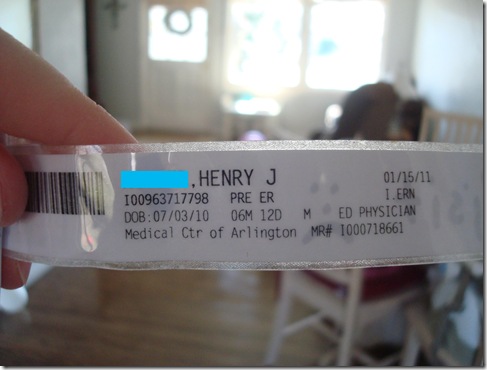 ,HENRY J 01/15/11
I00963717798 PRE ER I.ERN
DOB:07/03/10 06M 12D M ED PHYSICIAN
Medical Ctr of Arlington MR# I000718661